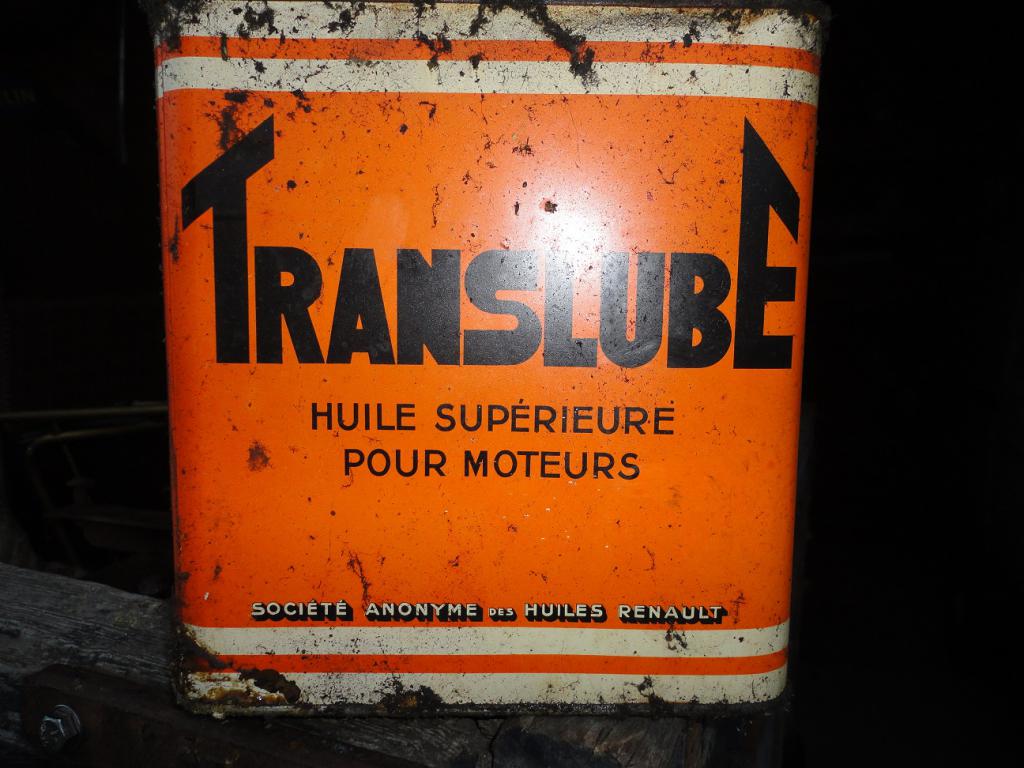 TRANSLUBE
HUILE SUPÉRIEURE
POUR MOTEURS
SOCIÉTÉ ANONYME DES HUILES RENAULT